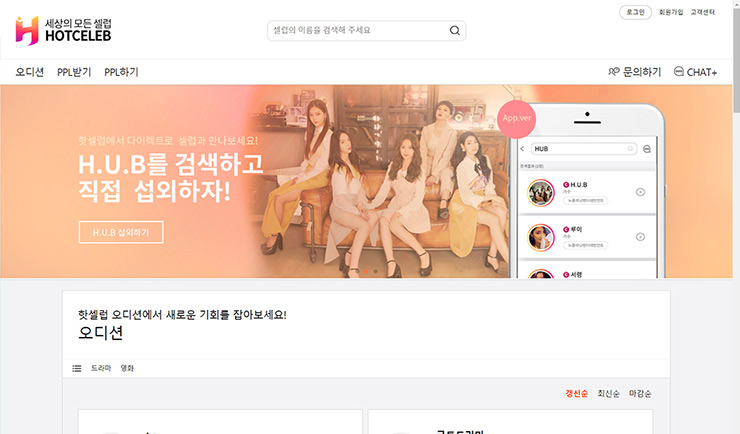 로그인 회원가입 고객센터
세상의 모든 셀럽
HOTCELEB
셀럽의 이름을 검색해 주세요
오디션 PPL받기 PPL하기 문의하기 CHAT+
핫셀럽에서 다이렉트로 셀럽과 만나보세요!
H.U.B를 검색하고
직접 섭외하자!
H.U.B 섭외하기
App.ver
HUB
C H.U.B
가수
C 루이
가수
C 서령
핫셀럽 오디션에서 새로운 기회를 잡아보세요!
오디션
드라마 영화
갱신순 최신순 마감순